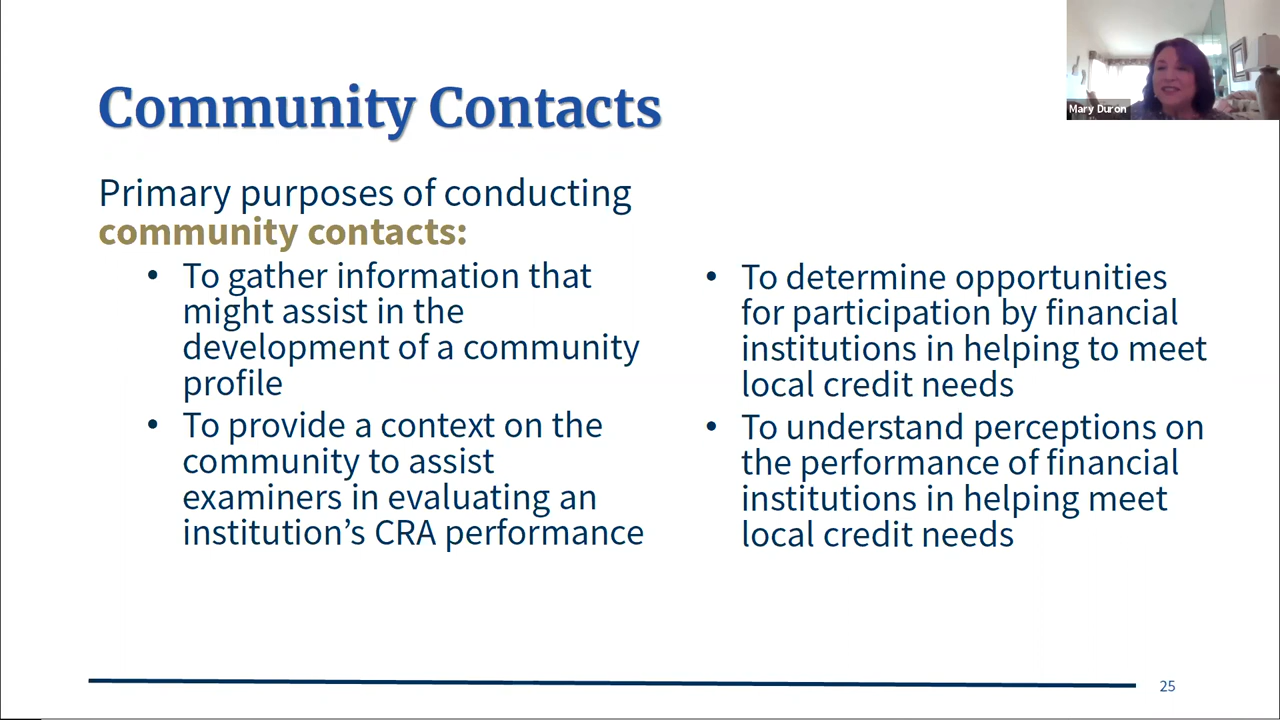 Community Contacts
Mary Duron
Primary purposes of conducting
community contacts:
• To gather information that
might assist in the
development of a community
profile
• To provide a context on the
community to assist
examiners in evaluating an
institution’s CRA performance
• To determine opportunities
for participation by financial
institutions in helping to meet
local credit needs
• To understand perceptions on
the performance of financial
institutions in helping meet
local credit needs
25